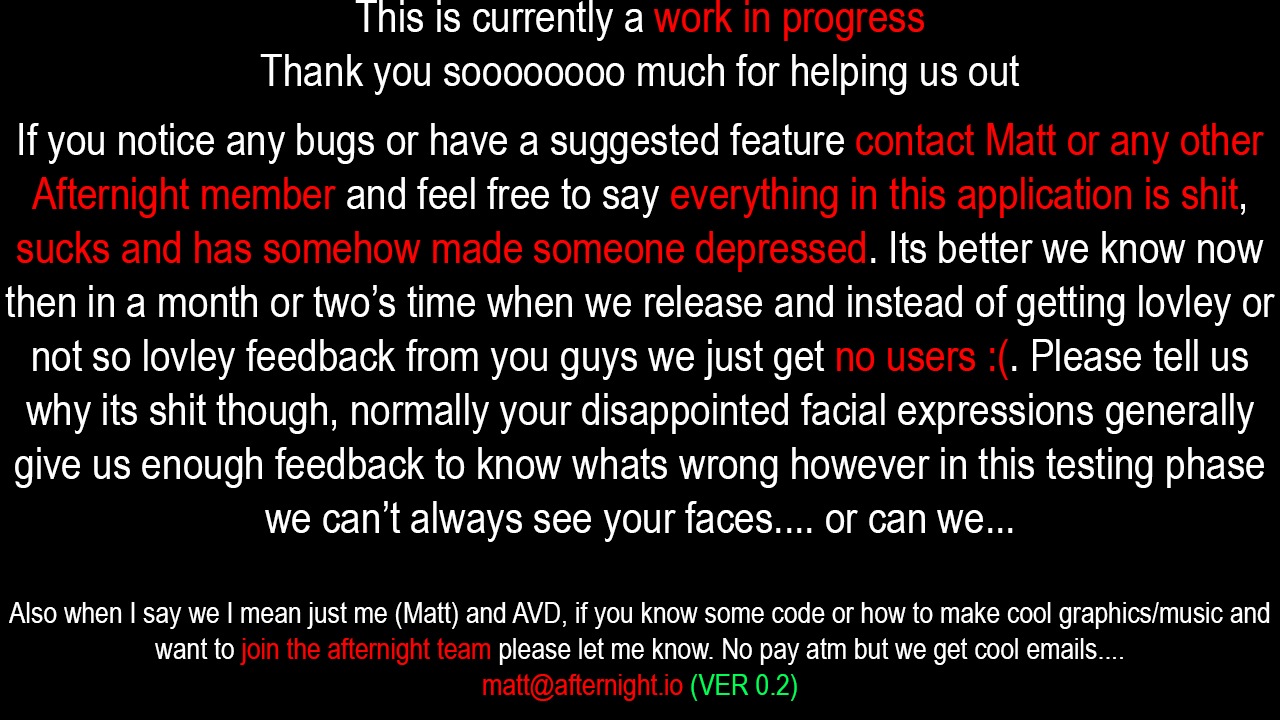 This is currently a work in progress
Thank you soooooooo much for helping us out
If you notice any bugs or have a suggested feature contact Matt or any other
Afternight member and feel free to say everything in this application is shit,
sucks and has somehow made someone depressed. Its better we know now
then in a month or two’s time when we release and instead of getting lovley or
not so lovley feedback from you guys we just get no users :(. Please tell us
why its shit though, normally your disappointed facial expressions generally
give us enough feedback to know whats wrong however in this testing phase
we can’t always see your faces.... or can we...
Also when I say we I mean just me (Matt) and AVD, if you know some code or how to make cool graphics/music and
want to join the afternight team please let me know. No pay atm but we get cool emails....
matt@afternight.io (VER 0.2)